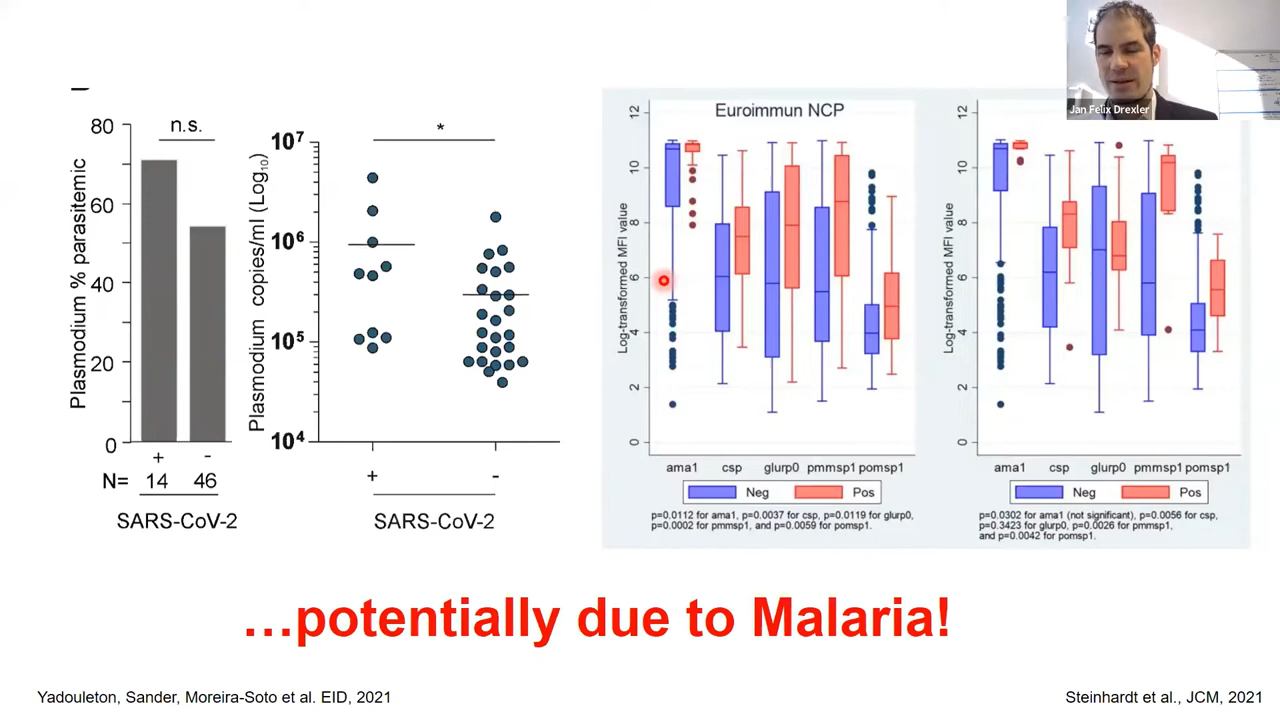 Jan Felix Drexler
n.s.
80
60
40
20
0
Plasmodium % parasitemic
+ -
N= 14 46
SARS-CoV-2
*
10⁷
10⁶
10⁵
10⁴
Plasmodium copies/ml (Log₁₀)
+ -
SARS-CoV-2
Euroimmun NCP
12
10
8
6
4
2
0
Log-transformed MFI value
ama1 csp glurp0 pmmsp1 pomsp1
Neg Pos
p=0.0112 for ama1, p=0.0037 for csp, p=0.0119 for glurp0,
p=0.0002 for pmmsp1, and p=0.0059 for pomsp1.
12
10
8
6
4
2
0
Log-transformed MFI value
ama1 csp glurp0 pmmsp1 pomsp1
Neg Pos
p=0.0302 for ama1 (not significant), p=0.0056 for csp,
p=0.3423 for glurp0, p=0.0026 for pmmsp1,
and p=0.0042 for pomsp1.
...potentially due to Malaria!
Yadouleton, Sander, Moreira-Soto et al. EID, 2021
Steinhardt et al., JCM, 2021